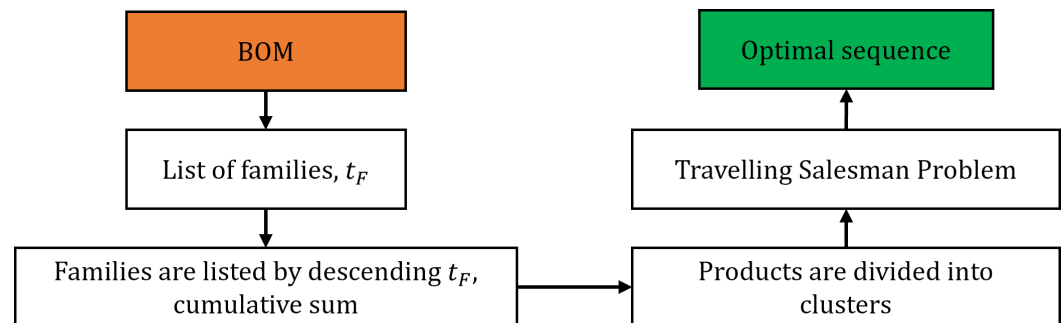 BOM
List of families, t_F
Families are listed by descending t_F,
cumulative sum
Products are divided into
clusters
Travelling Salesman Problem
Optimal sequence